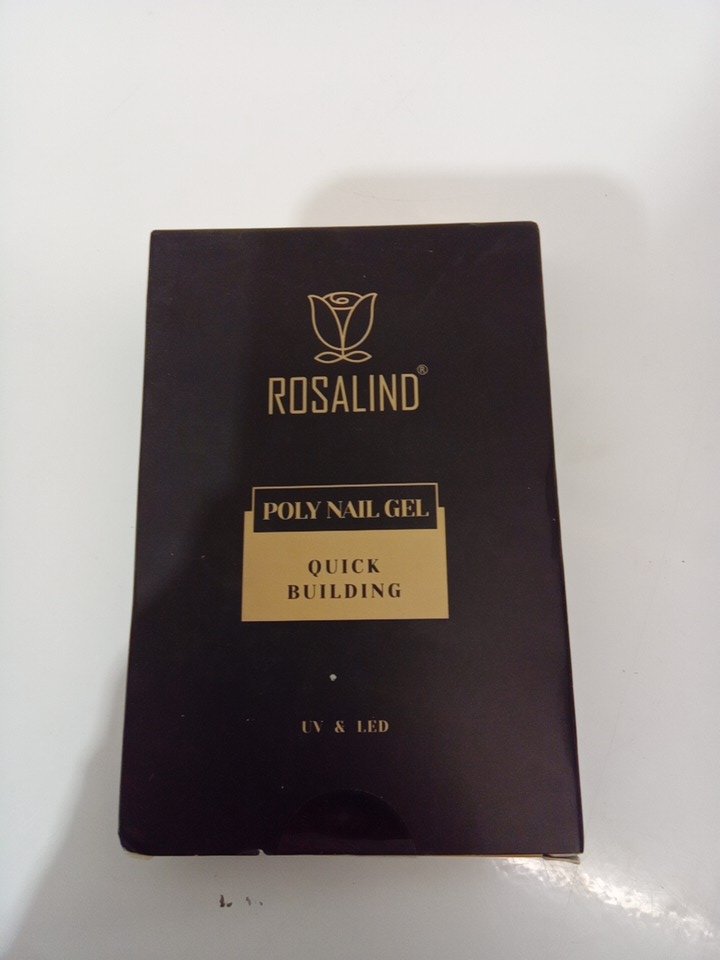 ROSALIND®
POLY NAIL GEL
QUICK
BUILDING
UV & LED